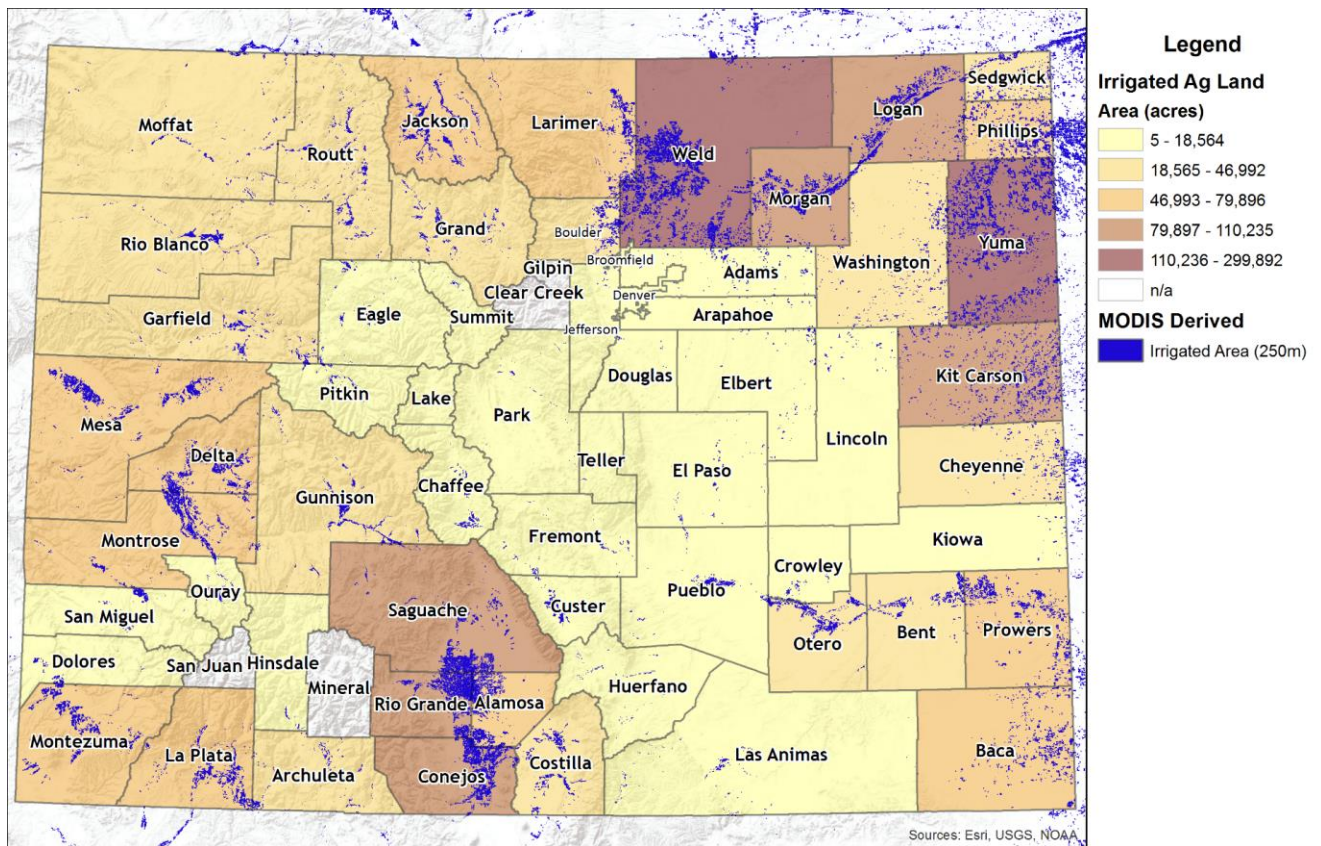 Moffat
Routt
Jackson
Larimer
Weld
Logan
Sedgwick
Phillips
Morgan
Yuma
Washington
Rio Blanco
Grand
Boulder
Broomfield
Gilpin
Clear Creek
Adams
Denver
Arapahoe
Jefferson
Garfield
Eagle
Summit
Kit Carson
Douglas
Elbert
Pitkin
Lake
Park
Lincoln
Mesa
Delta
Gunnison
Chaffee
Teller
El Paso
Cheyenne
Montrose
Fremont
Kiowa
Ouray
Crowley
San Miguel
Saguache
Custer
Pueblo
Otero
Bent
Prowers
Dolores
San Juan
Hinsdale
Mineral
Rio Grande
Alamosa
Huerfano
Montezuma
La Plata
Archuleta
Conejos
Costilla
Las Animas
Baca
Sources: Esri, USGS, NOAA
Legend
Irrigated Ag Land
Area (acres)
5 - 18,564
18,565 - 46,992
46,993 - 79,896
79,897 - 110,235
110,236 - 299,892
n/a
MODIS Derived
Irrigated Area (250m)